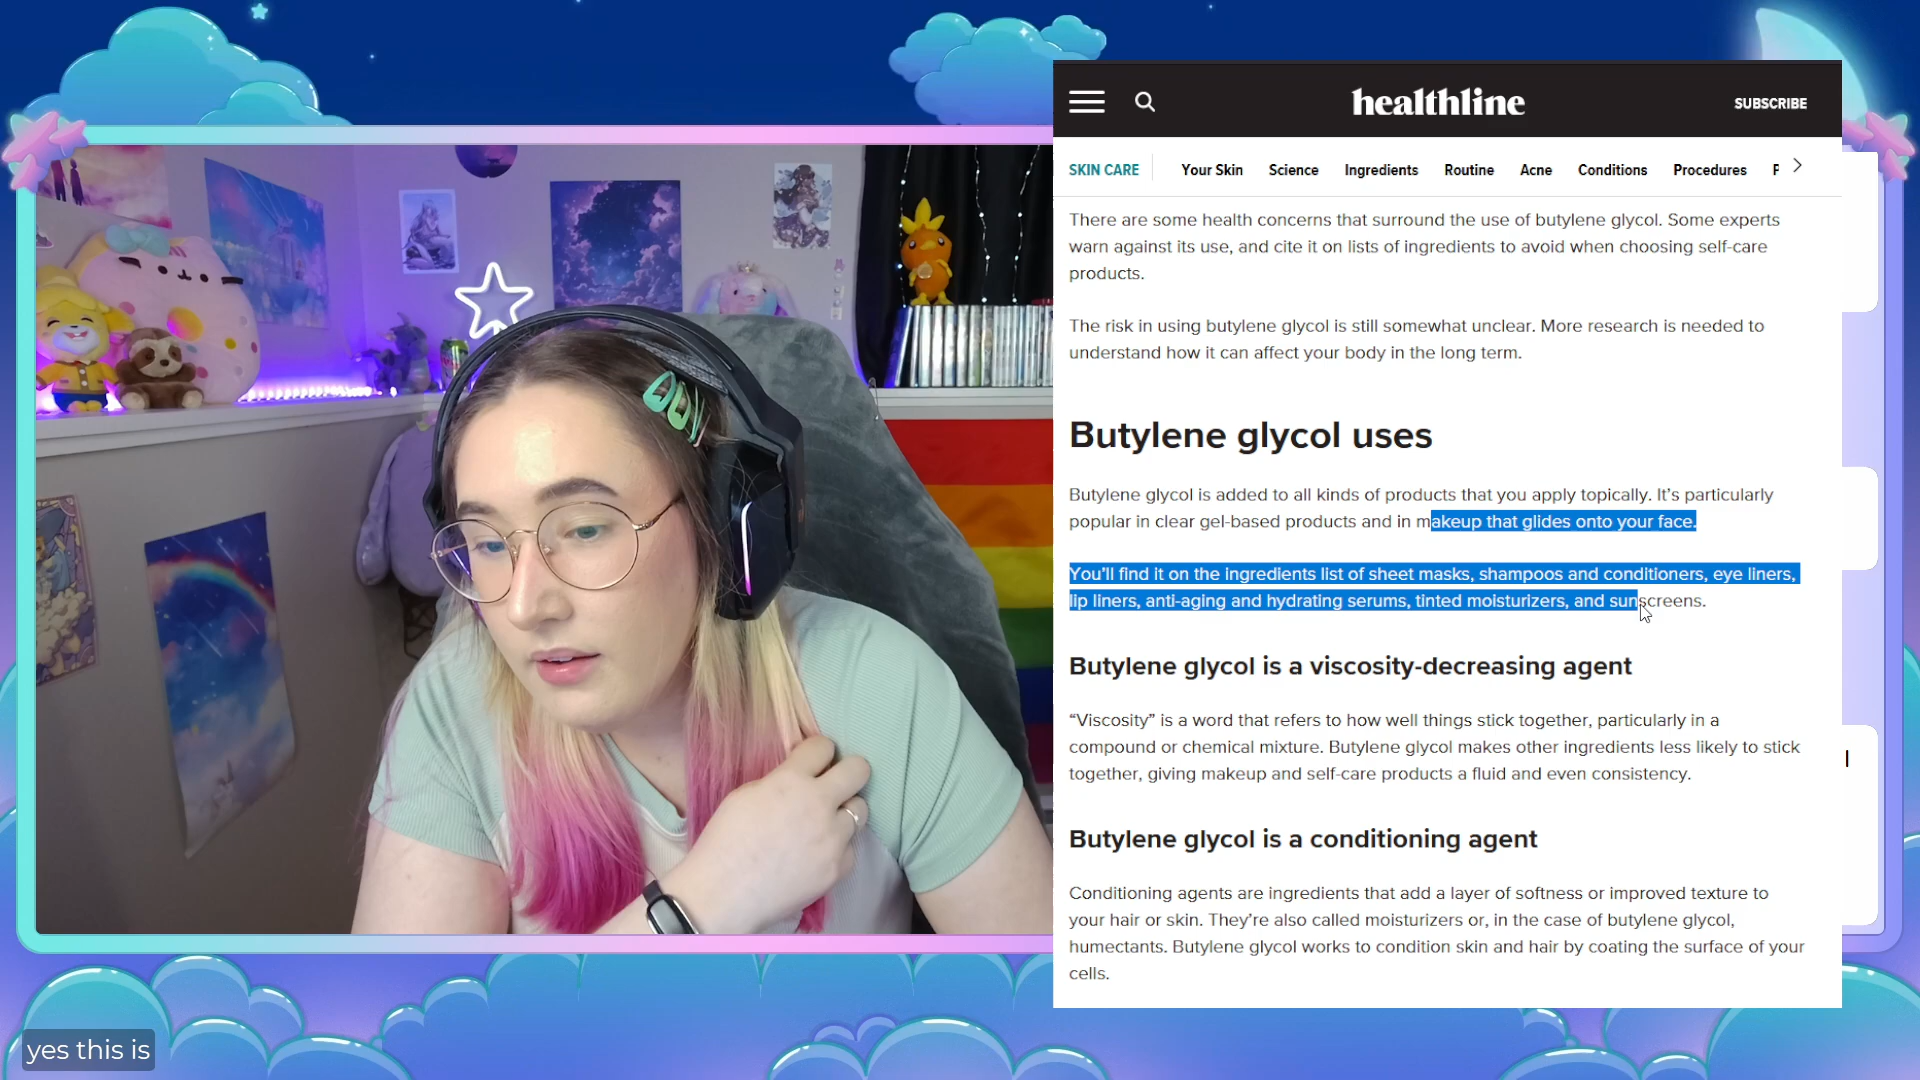 healthline
SUBSCRIBE
SKIN CARE Your Skin Science Ingredients Routine Acne Conditions Procedures
There are some health concerns that surround the use of butylene glycol. Some experts
warn against its use, and cite it on lists of ingredients to avoid when choosing self-care
products.
The risk in using butylene glycol is still somewhat unclear. More research is needed to
understand how it can affect your body in the long term.
Butylene glycol uses
Butylene glycol is added to all kinds of products that you apply topically. It’s particularly
popular in clear gel-based products and in makeup that glides onto your face.
You’ll find it on the ingredients list of sheet masks, shampoos and conditioners, eye liners,
lip liners, anti-aging and hydrating serums, tinted moisturizers, and sunscreens.
Butylene glycol is a viscosity-decreasing agent
“Viscosity” is a word that refers to how well things stick together, particularly in a
compound or chemical mixture. Butylene glycol makes other ingredients less likely to stick
together, giving makeup and self-care products a fluid and even consistency.
Butylene glycol is a conditioning agent
Conditioning agents are ingredients that add a layer of softness or improved texture to
your hair or skin. They’re also called moisturizers or, in the case of butylene glycol,
humectants. Butylene glycol works to condition skin and hair by coating the surface of your
cells.
yes this is